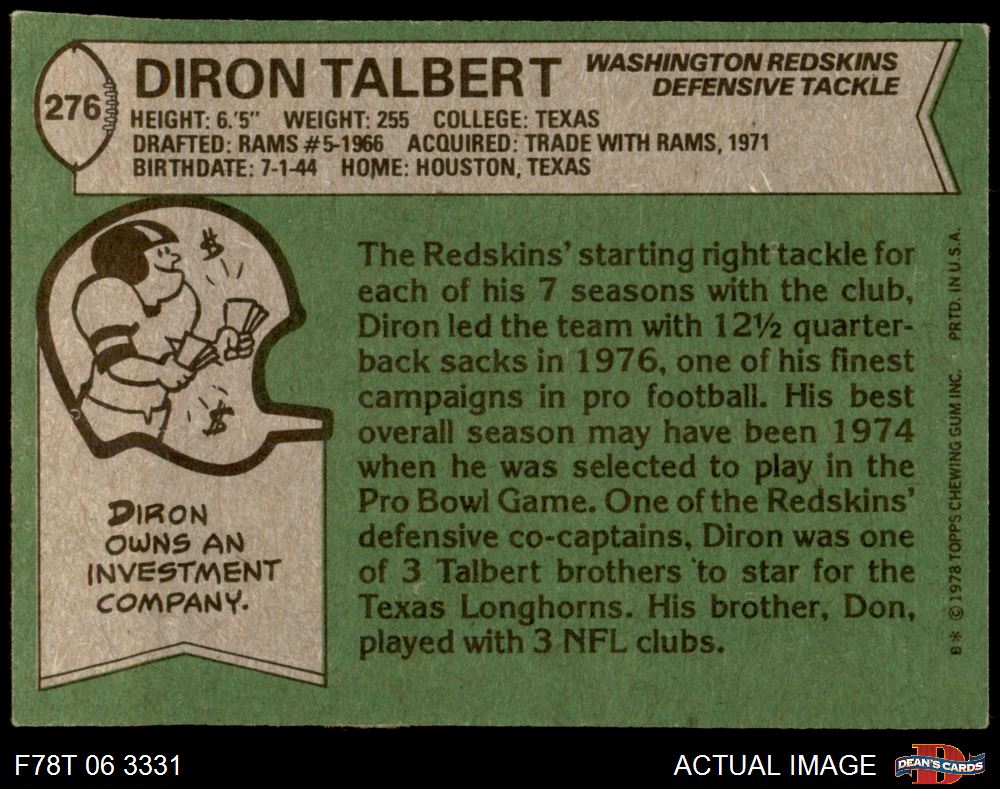 276
DIRON TALBERT
WASHINGTON REDSKINS
DEFENSIVE TACKLE
HEIGHT: 6.'5" WEIGHT: 255 COLLEGE: TEXAS
DRAFTED: RAMS #5-1966 ACQUIRED: TRADE WITH RAMS, 1971
BIRTHDATE: 7-1-44 HOME: HOUSTON, TEXAS
$
$
DIRON
OWNS AN
INVESTMENT
COMPANY.
The Redskins' starting right tackle for
each of his 7 seasons with the club,
Diron led the team with 12½ quarter-
back sacks in 1976, one of his finest
campaigns in pro football. His best
overall season may have been 1974
when he was selected to play in the
Pro Bowl Game. One of the Redskins'
defensive co-captains, Diron was one
of 3 Talbert brothers to star for the
Texas Longhorns. His brother, Don,
played with 3 NFL clubs.
B* © 1978 TOPPS CHEWING GUM INC. PRTD. IN U.S.A.
F78T 06 3331
ACTUAL IMAGE
D
DEAN'S CARDS